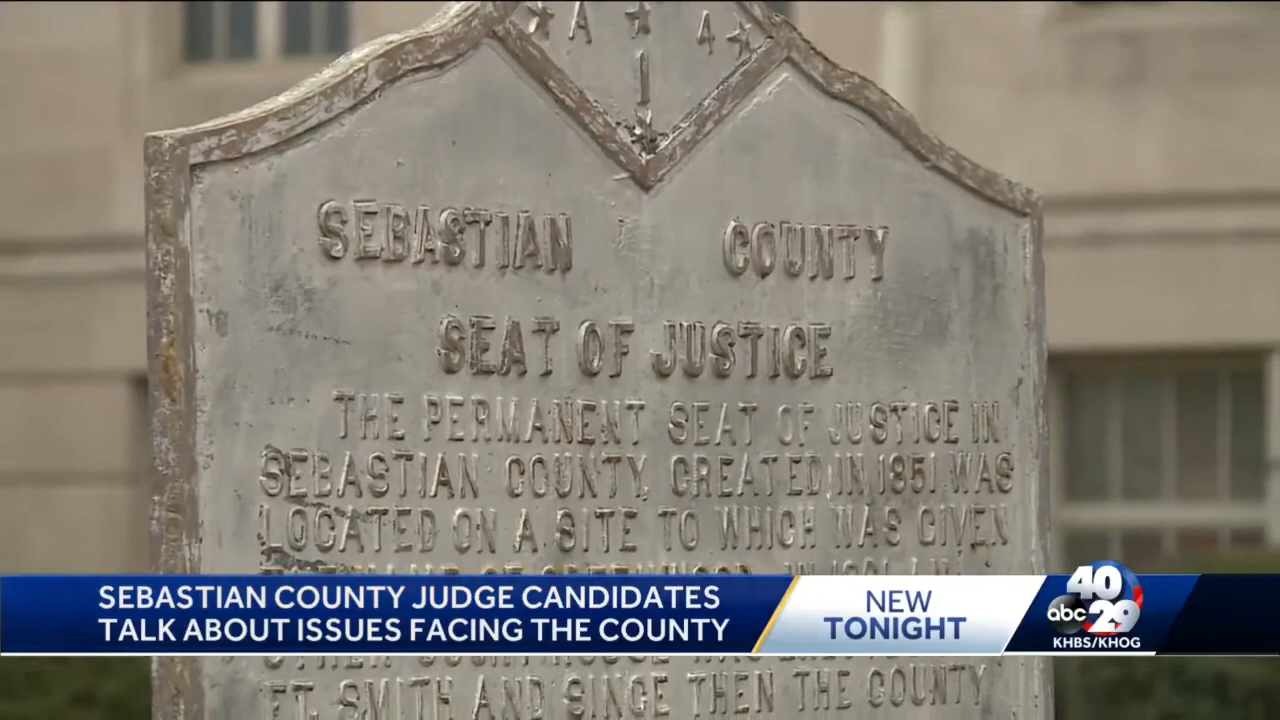 A 4
1
SEBASTIAN COUNTY
SEAT OF JUSTICE
THE PERMANENT SEAT OF JUSTICE IN
SEBASTIAN COUNTY, CREATED IN 1851 WAS
LOCATED ON A SITE TO WHICH WAS GIVEN
SEBASTIAN COUNTY JUDGE CANDIDATES
TALK ABOUT ISSUES FACING THE COUNTY
NEW
TONIGHT
40
abc 29
KHBS/KHOG
FT. SMITH AND SINCE THEN THE COUNTY